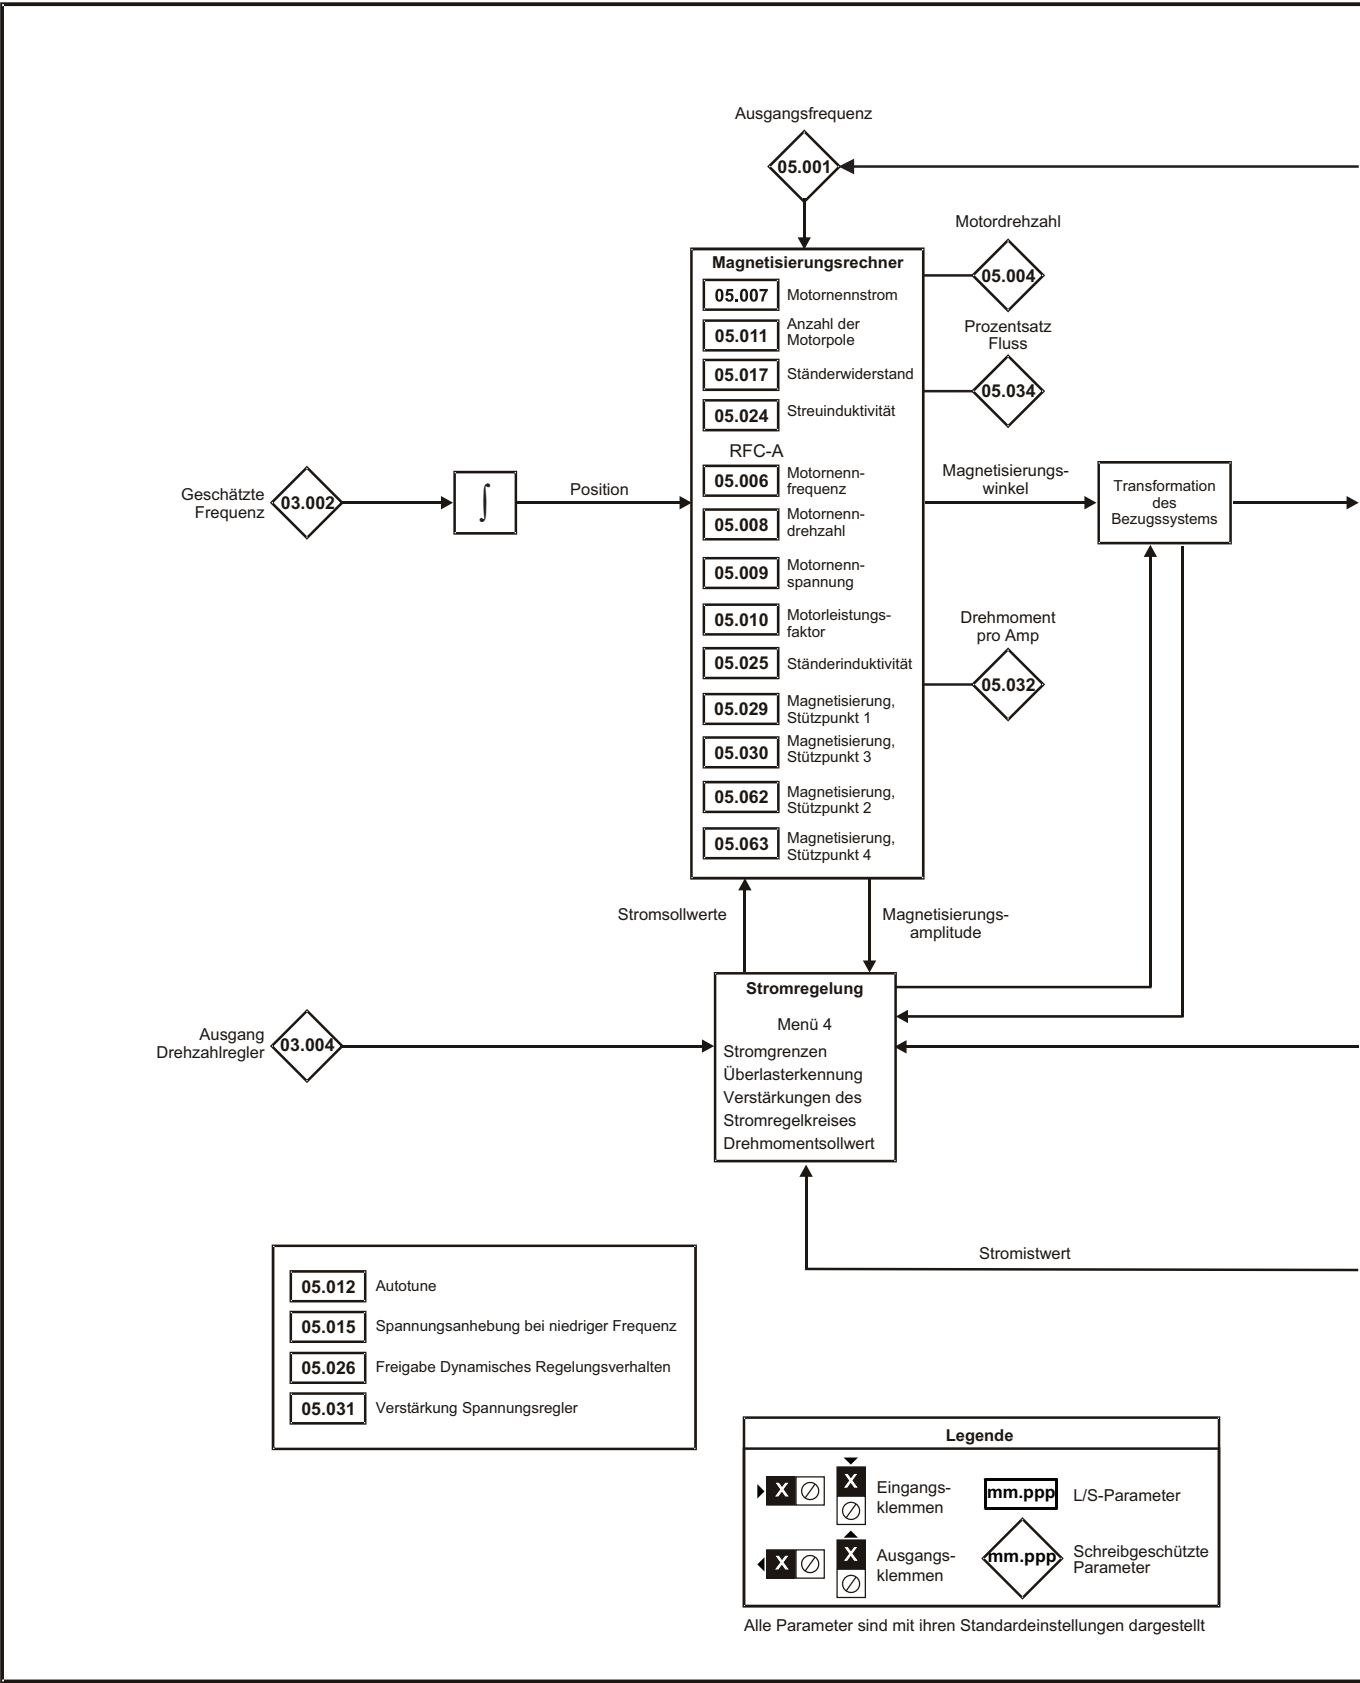 Ausgangsfrequenz
05.001
Motordrehzahl
05.004
Prozentsatz
Fluss
05.034
Magnetisierungsrechner
05.007 Motornennstrom
05.011 Anzahl der
Motorpole
05.017 Ständerwiderstand
05.024 Streuinduktivität
RFC-A
05.006 Motornenn-
frequenz
05.008 Motornenn-
drehzahl
05.009 Motornenn-
spannung
05.010 Motorleistungs-
faktor
05.025 Ständerinduktivität
05.029 Magnetisierung,
Stützpunkt 1
05.030 Magnetisierung,
Stützpunkt 3
05.062 Magnetisierung,
Stützpunkt 2
05.063 Magnetisierung,
Stützpunkt 4
Geschätzte
Frequenz
03.002
∫
Position
Magnetisierungs-
winkel
Transformation
des
Bezugssystems
Drehmoment
pro Amp
05.032
Stromsollwerte
Magnetisierungs-
amplitude
Ausgang
Drehzahlregler
03.004
Stromregelung
Menü 4
Stromgrenzen
Überlasterkennung
Verstärkungen des
Stromregelkreises
Drehmomentsollwert
Stromistwert
05.012 Autotune
05.015 Spannungsanhebung bei niedriger Frequenz
05.026 Freigabe Dynamisches Regelungsverhalten
05.031 Verstärkung Spannungsregler
Legende
X X Eingangs-
klemmen
mm.ppp L/S-Parameter
X X Ausgangs-
klemmen
mm.ppp Schreibgeschützte
Parameter
Alle Parameter sind mit ihren Standardeinstellungen dargestellt